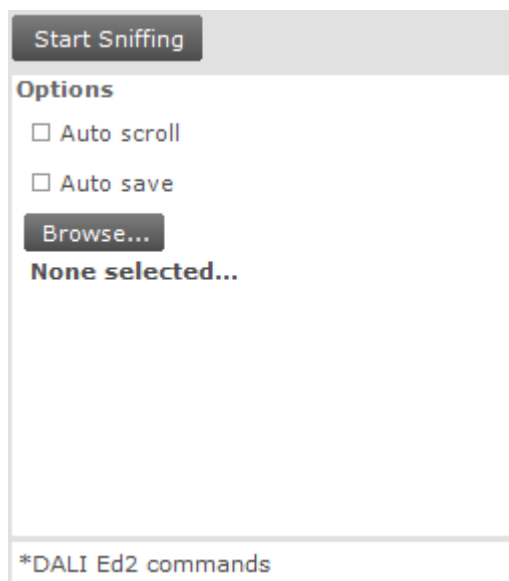 Start Sniffing
Options
Auto scroll
Auto save
Browse...
None selected...
*DALI Ed2 commands